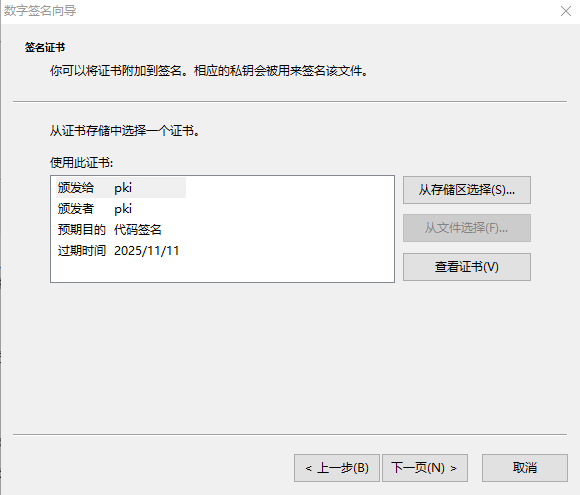 数字签名向导
签名证书
你可以将证书附加到签名。相应的私钥会被用来签名该文件。
从证书存储中选择一个证书。
使用此证书:
颁发给 pki
颁发者 pki
预期目的 代码签名
过期时间 2025/11/11
从存储区选择(S)...
从文件选择(F)...
查看证书(V)
< 上一步(B)
下一页(N) >
取消